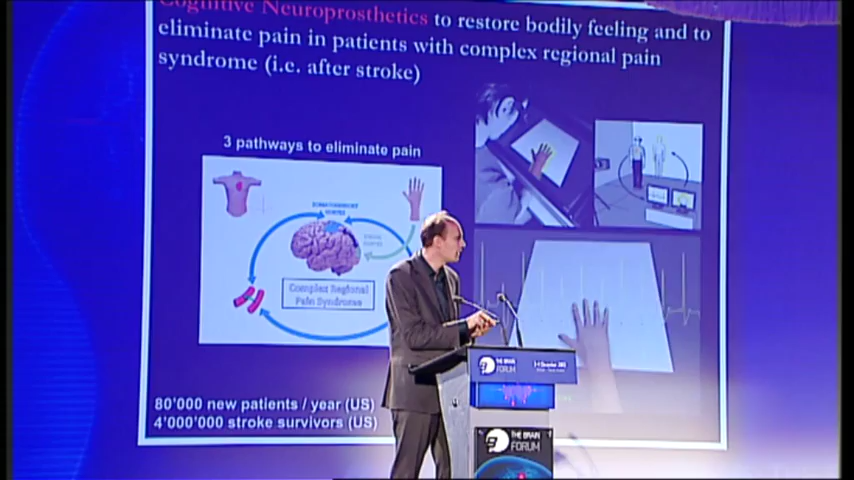 Cognitive Neuroprosthetics to restore bodily feeling and to
eliminate pain in patients with complex regional pain
syndrome (i.e. after stroke)
3 pathways to eliminate pain
SOMATOSENSORY
CORTEX
Complex Regional
Pain Syndrome
80'000 new patients / year (US)
4'000'000 stroke survivors (US)
THE BRAIN
FORUM
THE BRAIN
FORUM